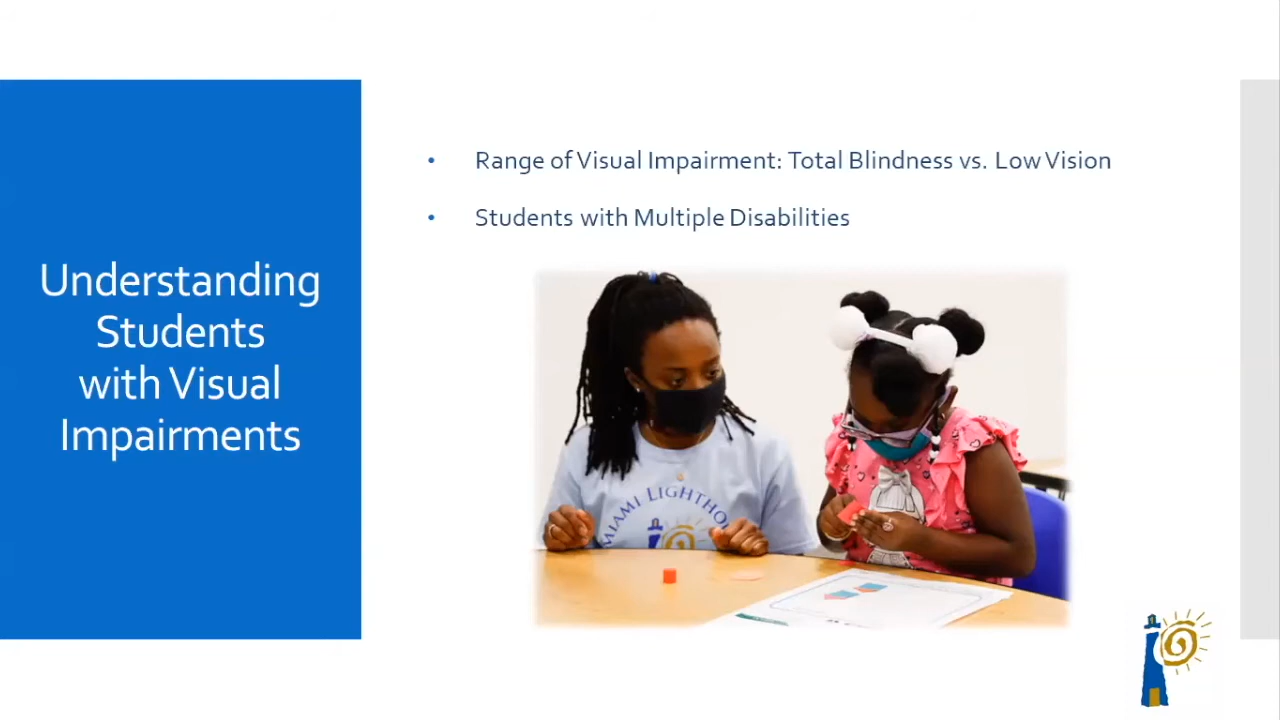 Understanding
Students
with Visual
Impairments
• Range of Visual Impairment: Total Blindness vs. Low Vision
• Students with Multiple Disabilities
MIAMI LIGHTHO